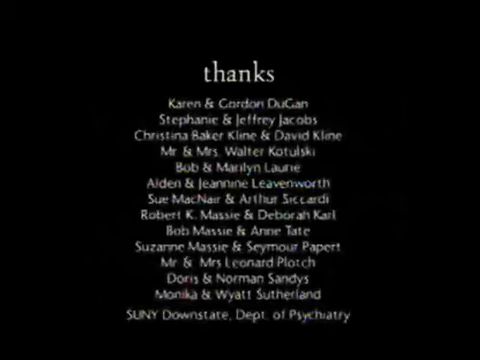 thanks
Karen & Gordon DuGan
Stephanie & Jeffrey Jacobs
Christina Baker Kline & David Kline
Mr. & Mrs. Walter Kotulski
Bob & Marilyn Laurie
Alden & Jeannine Leavenworth
Sue MacNair & Arthur Siccardi
Robert K. Massie & Deborah Karl
Bob Massie & Anne Tate
Suzanne Massie & Seymour Papert
Mr. & Mrs Leonard Plotch
Doris & Norman Sandys
Monika & Wyatt Sutherland
SUNY Downstate, Dept. of Psychiatry